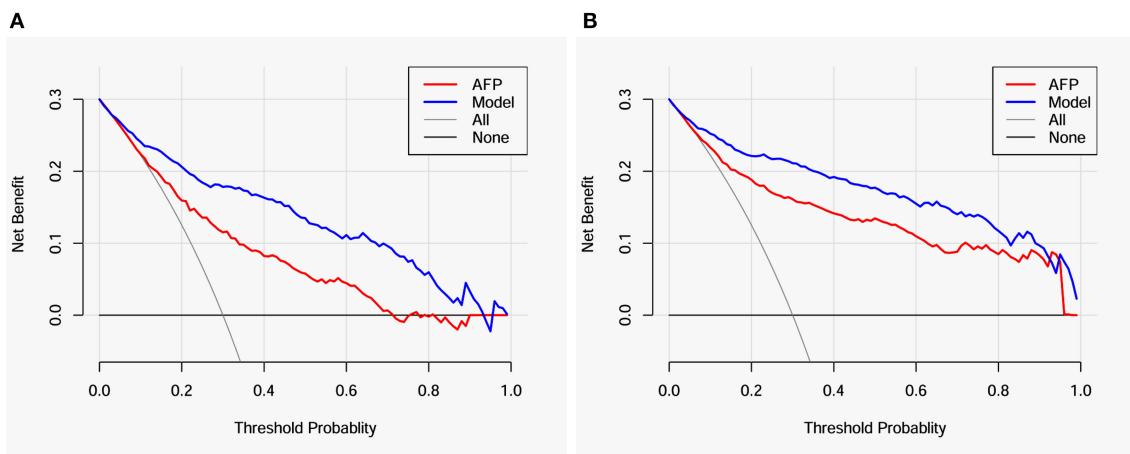 A
AFP
Model
All
None
Net Benefit
0.3
0.2
0.1
0.0
0.0 0.2 0.4 0.6 0.8 1.0
Threshold Probablity
B
AFP
Model
All
None
Net Benefit
0.3
0.2
0.1
0.0
0.0 0.2 0.4 0.6 0.8 1.0
Threshold Probablity